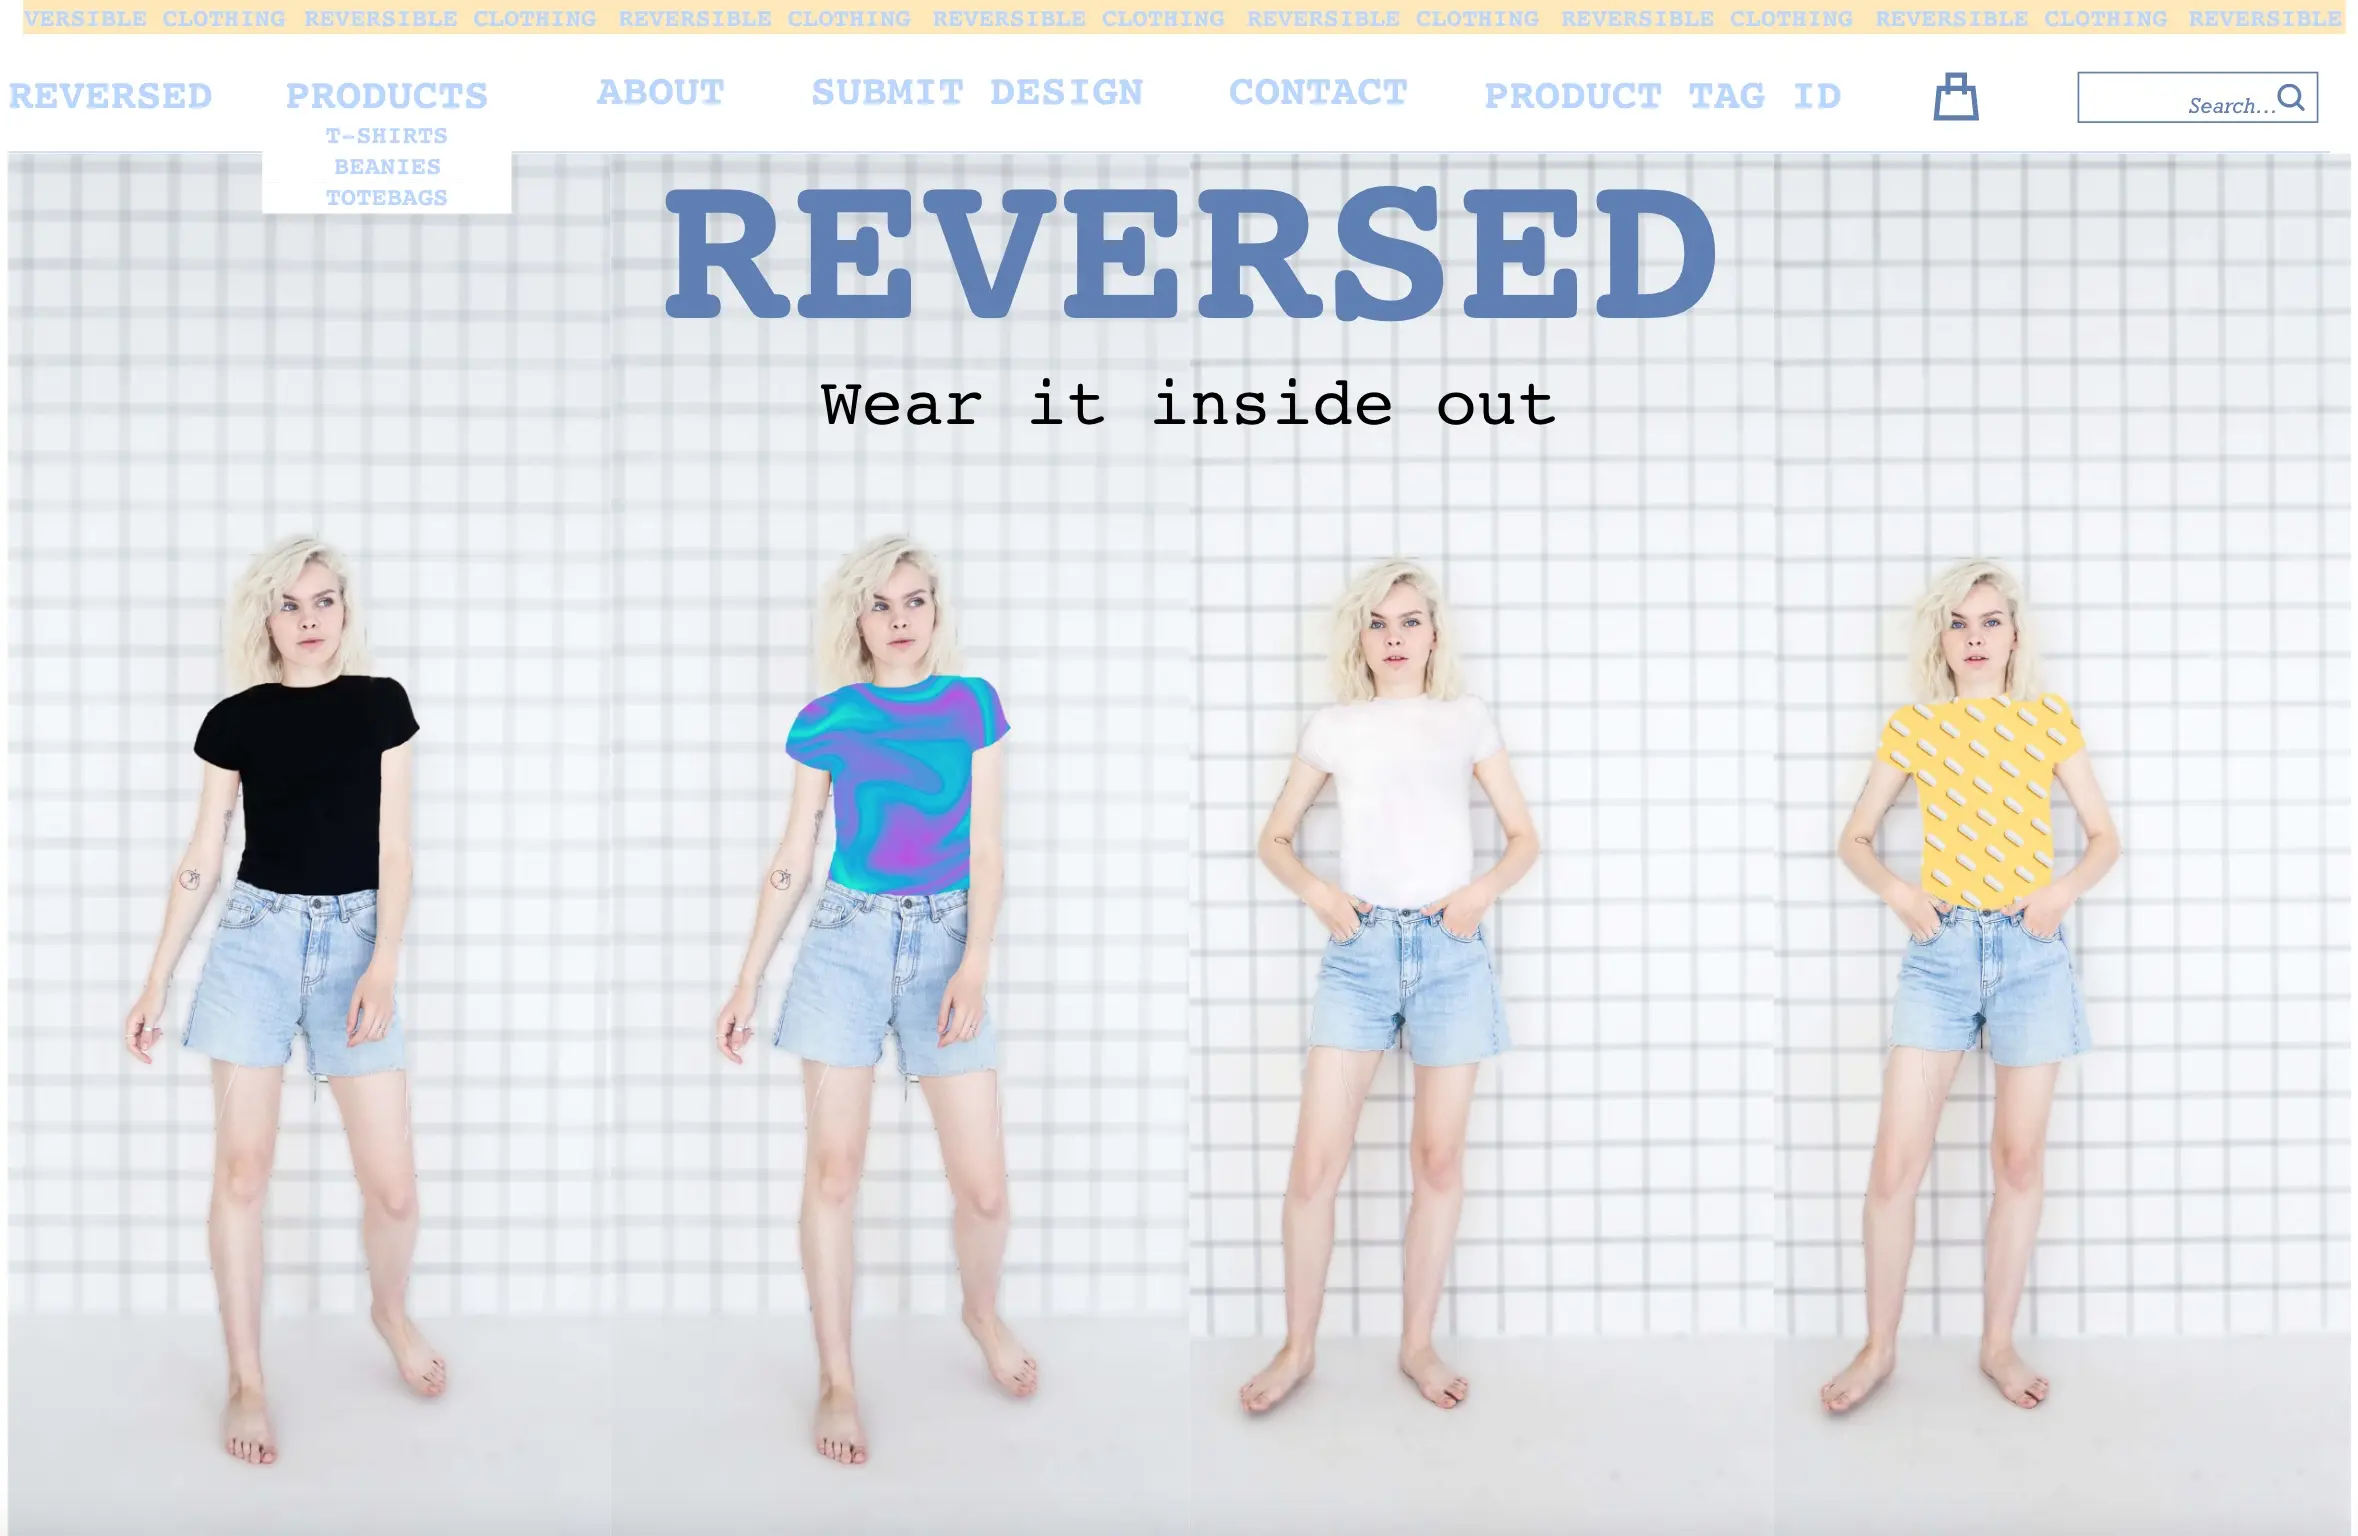 VERSIBLE CLOTHING REVERSIBLE CLOTHING REVERSIBLE CLOTHING REVERSIBLE CLOTHING REVERSIBLE CLOTHING REVERSIBLE CLOTHING REVERSIBLE CLOTHING REVERSIBLE
REVERSED PRODUCTS ABOUT SUBMIT DESIGN CONTACT PRODUCT TAG ID Search...
T-SHIRTS
BEANIES
TOTEBAGS
REVERSED
Wear it inside out